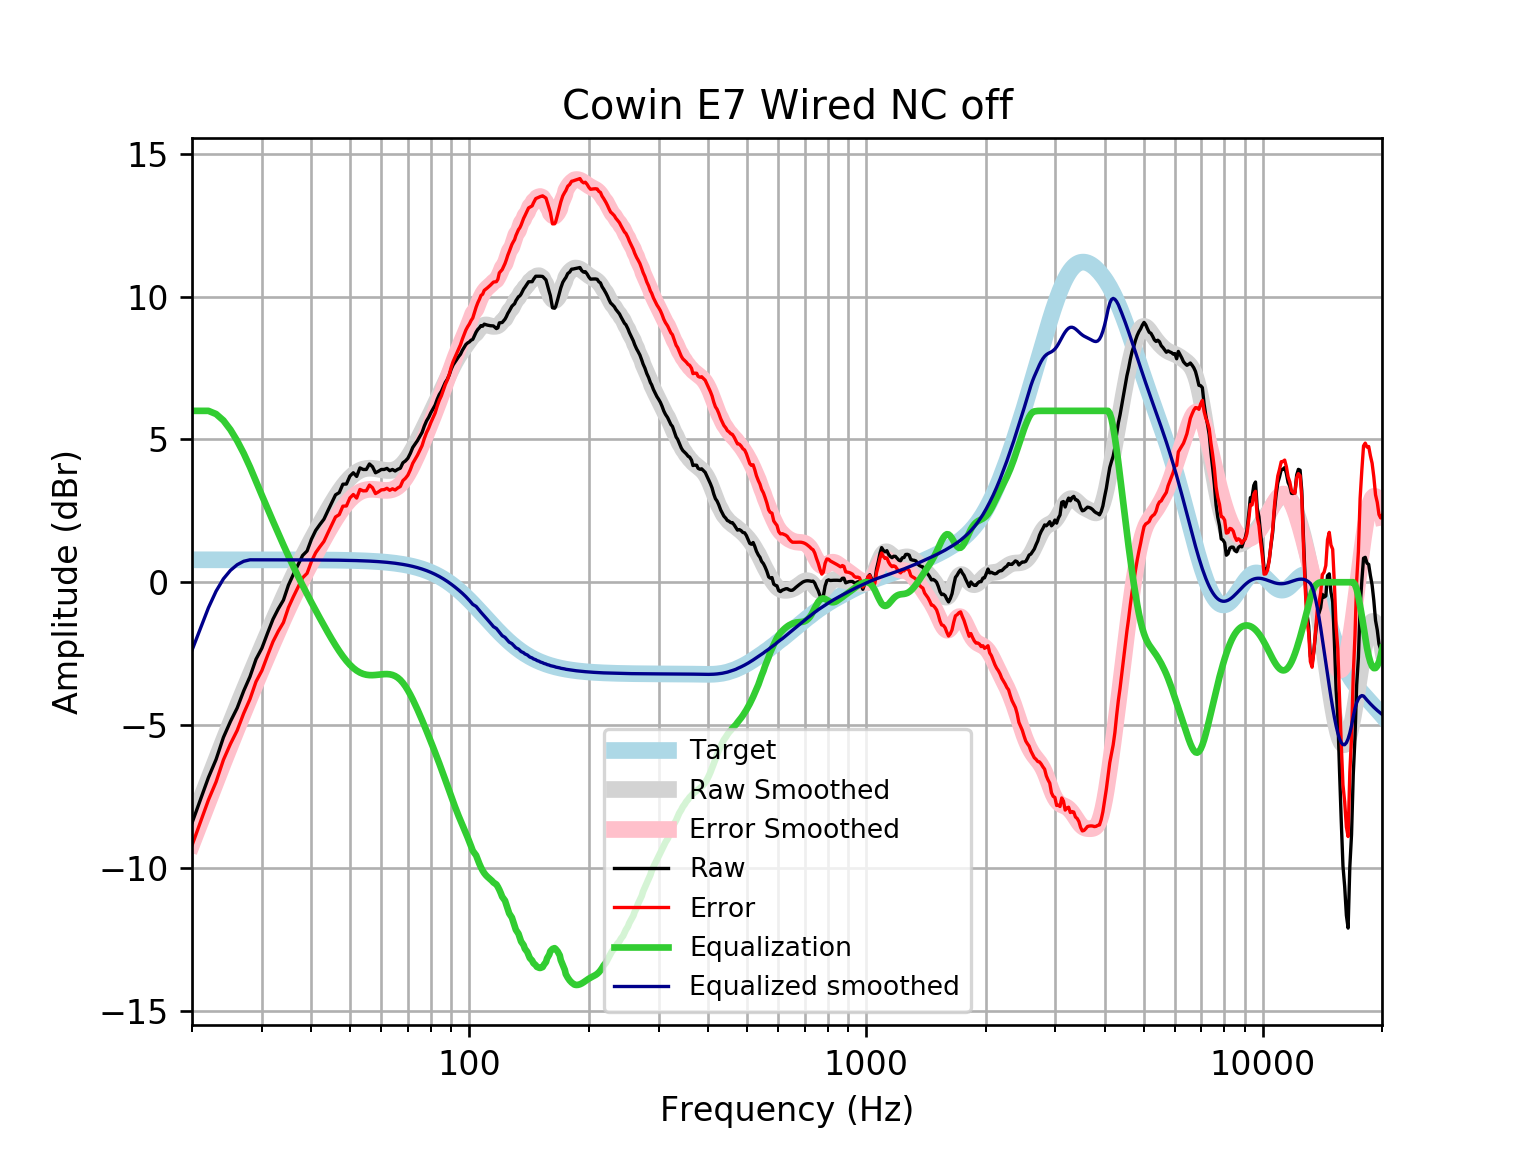 Cowin E7 Wired NC off
15
10
5
0
−5
−10
−15
Amplitude (dBr)
Target
Raw Smoothed
Error Smoothed
Raw
Error
Equalization
Equalized smoothed
100
1000
10000
Frequency (Hz)